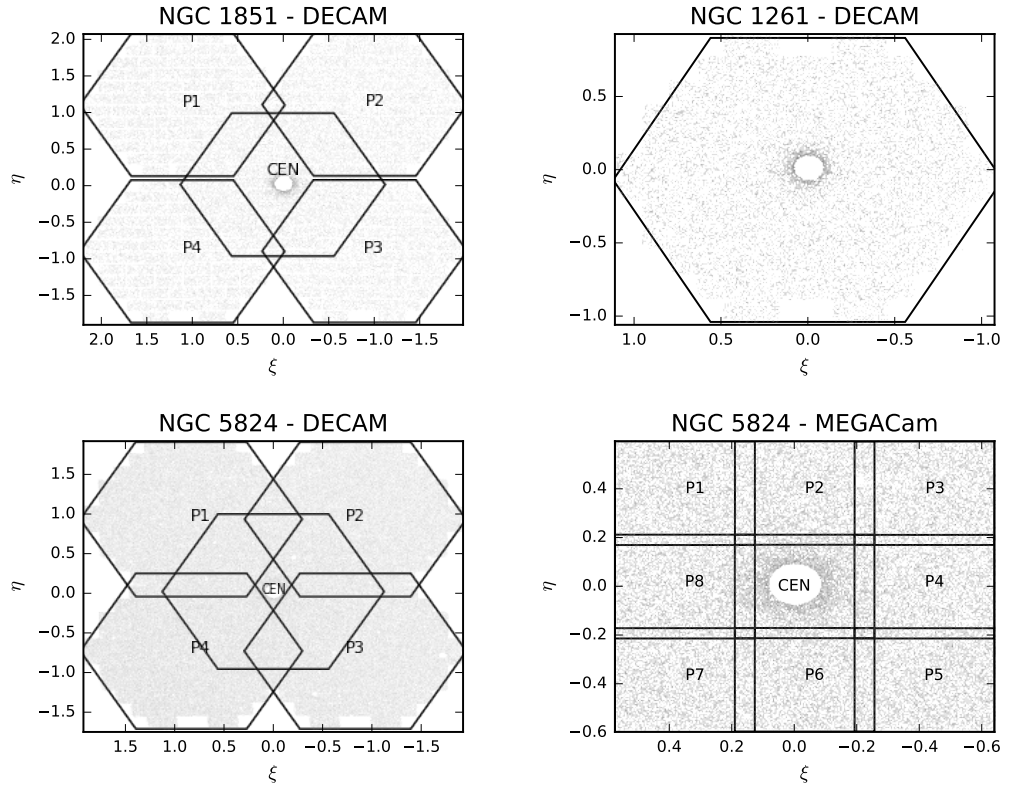 NGC 1851 - DECAM
2.0
1.5
1.0
0.5
0.0
−0.5
−1.0
−1.5
η
P1
P2
CEN
P4
P3
2.0 1.5 1.0 0.5 0.0 −0.5 −1.0 −1.5
ξ
NGC 1261 - DECAM
0.5
0.0
−0.5
−1.0
η
1.0 0.5 0.0 −0.5 −1.0
ξ
NGC 5824 - DECAM
1.5
1.0
0.5
0.0
−0.5
−1.0
−1.5
η
P1
P2
CEN
P4
P3
1.5 1.0 0.5 0.0 −0.5 −1.0 −1.5
ξ
NGC 5824 - MEGACam
0.4
0.2
0.0
−0.2
−0.4
−0.6
η
P1 P2 P3
P8 CEN P4
P7 P6 P5
0.4 0.2 0.0 −0.2 −0.4 −0.6
ξ